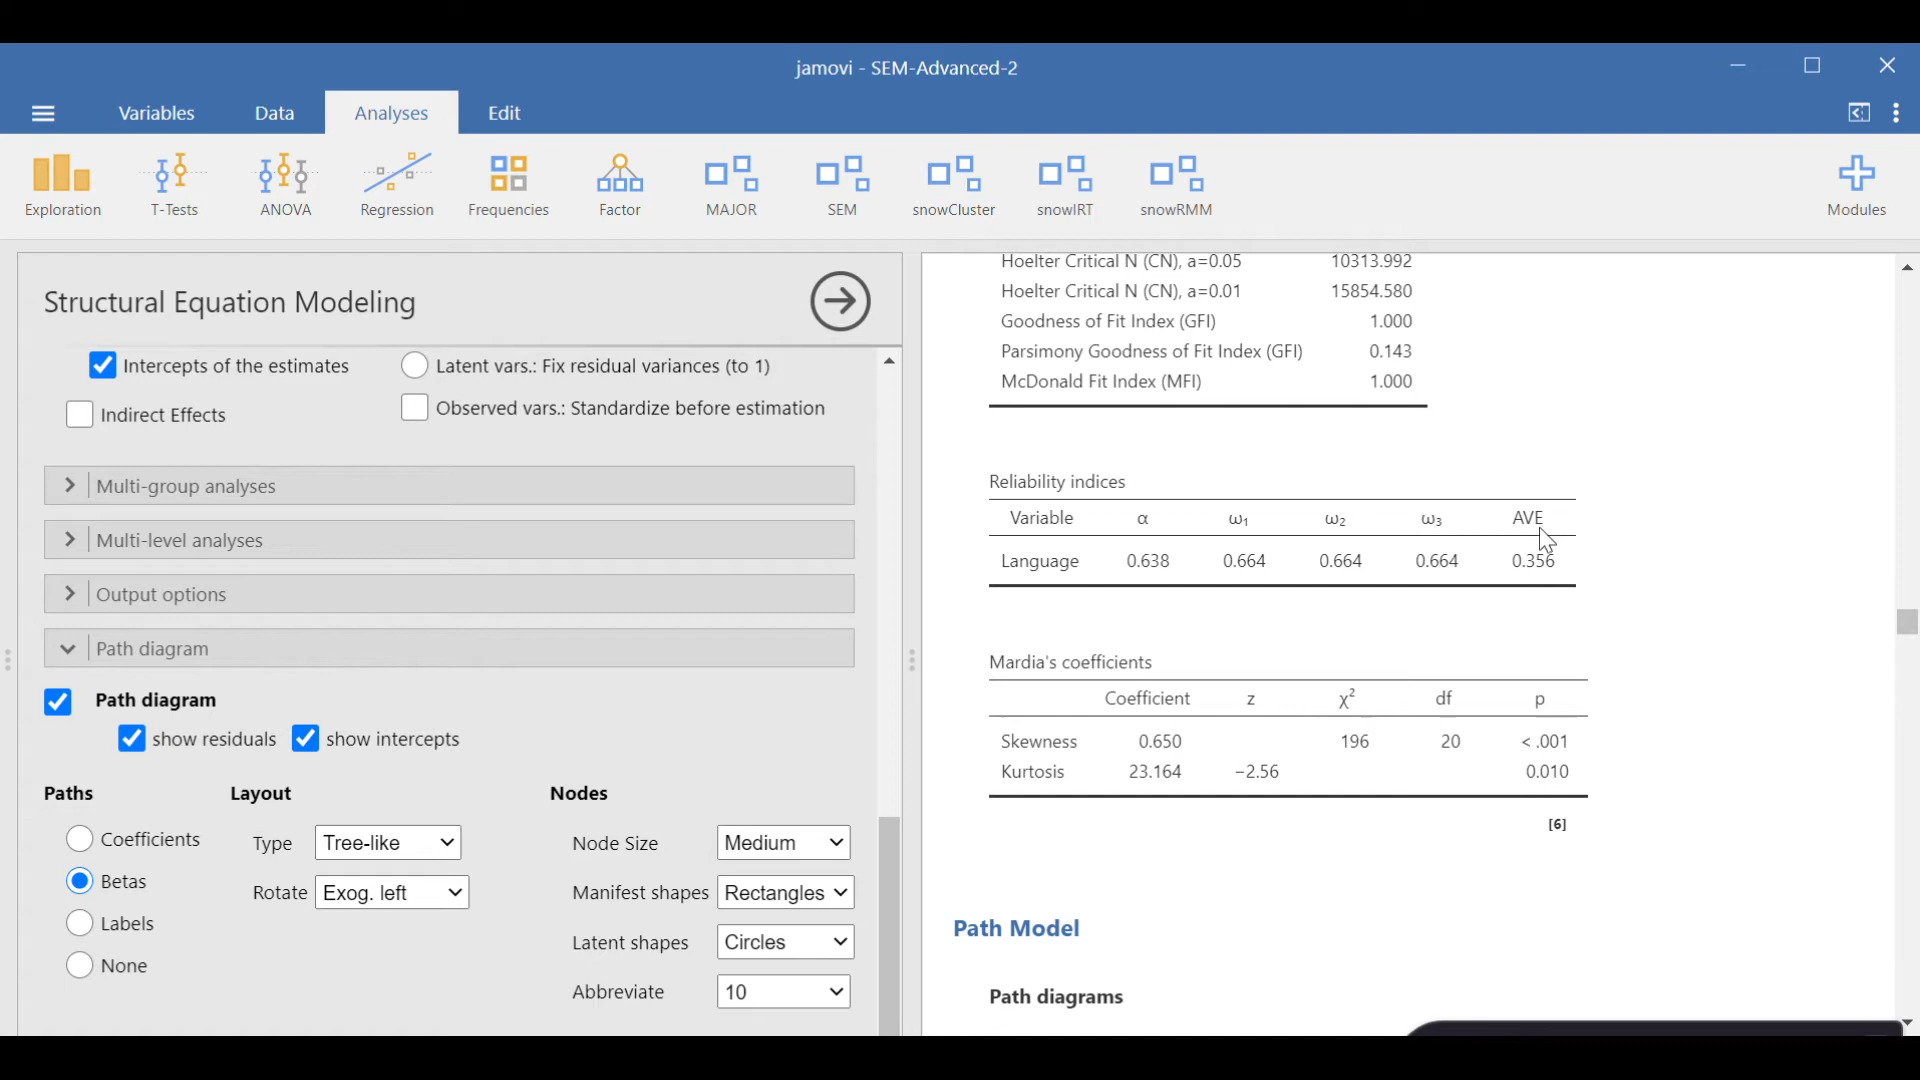 jamovi - SEM-Advanced-2
Variables Data Analyses Edit
Exploration T-Tests ANOVA Regression Frequencies Factor MAJOR SEM snowCluster snowIRT snowRMM Modules
Structural Equation Modeling
Intercepts of the estimates
Latent vars.: Fix residual variances (to 1)
Indirect Effects
Observed vars.: Standardize before estimation
Multi-group analyses
Multi-level analyses
Output options
Path diagram
Path diagram
show residuals show intercepts
Paths Layout Nodes
Coefficients Type Tree-like Node Size Medium
Betas Rotate Exog. left Manifest shapes Rectangles
Labels Latent shapes Circles
None Abbreviate 10
Hoelter Critical N (CN), a=0.05 10313.992
Hoelter Critical N (CN), a=0.01 15854.580
Goodness of Fit Index (GFI) 1.000
Parsimony Goodness of Fit Index (GFI) 0.143
McDonald Fit Index (MFI) 1.000
Reliability indices
Variable α ω₁ ω₂ ω₃ AVE
Language 0.638 0.664 0.664 0.664 0.356
Mardia's coefficients
Coefficient z χ² df p
Skewness 0.650 196 20 < .001
Kurtosis 23.164 −2.56 0.010
[6]
Path Model
Path diagrams